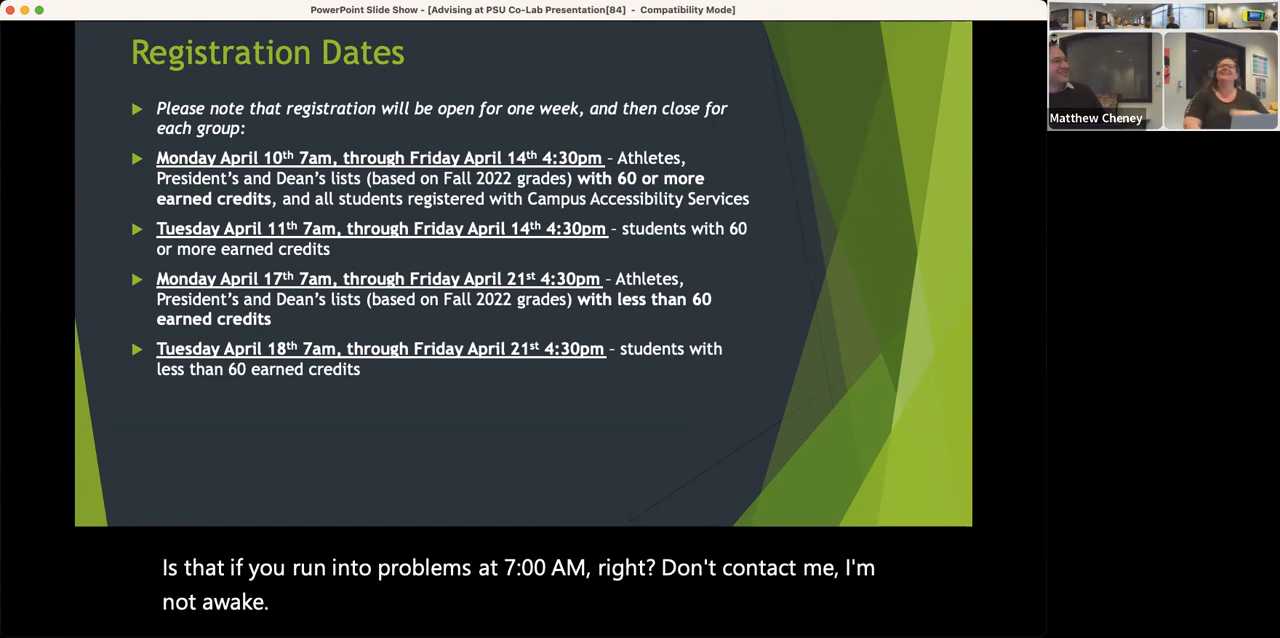 PowerPoint Slide Show - [Advising at PSU Co-Lab Presentation[84] - Compatibility Mode]
Registration Dates
Please note that registration will be open for one week, and then close for
each group:
Monday April 10th 7am, through Friday April 14th 4:30pm – Athletes,
President's and Dean's lists (based on Fall 2022 grades) with 60 or more
earned credits, and all students registered with Campus Accessibility Services
Tuesday April 11th 7am, through Friday April 14th 4:30pm – students with 60
or more earned credits
Monday April 17th 7am, through Friday April 21st 4:30pm – Athletes,
President's and Dean's lists (based on Fall 2022 grades) with less than 60
earned credits
Tuesday April 18th 7am, through Friday April 21st 4:30pm – students with
less than 60 earned credits
Matthew Cheney
Is that if you run into problems at 7:00 AM, right? Don't contact me, I'm
not awake.